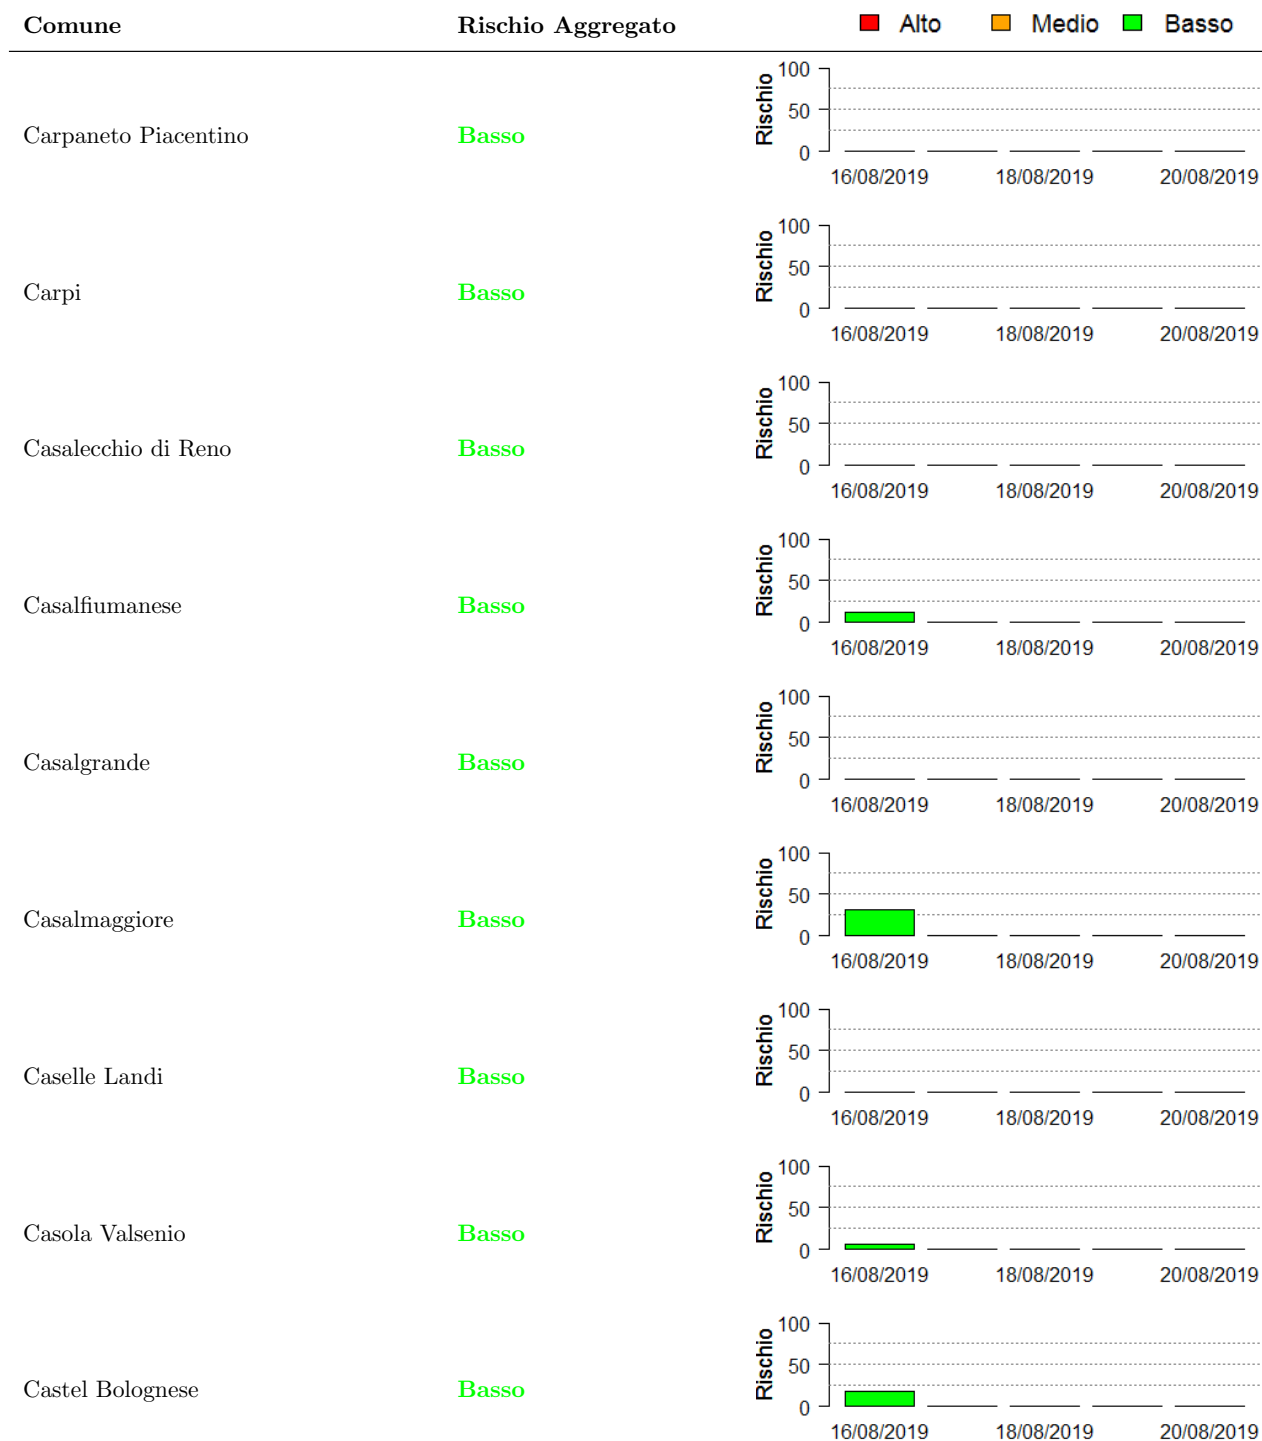 Comune Rischio Aggregato Alto Medio Basso
Carpaneto Piacentino Basso
Rischio
100
50
0
16/08/2019 18/08/2019 20/08/2019
Carpi Basso
Rischio
100
50
0
16/08/2019 18/08/2019 20/08/2019
Casalecchio di Reno Basso
Rischio
100
50
0
16/08/2019 18/08/2019 20/08/2019
Casalfiumanese Basso
Rischio
100
50
0
16/08/2019 18/08/2019 20/08/2019
Casalgrande Basso
Rischio
100
50
0
16/08/2019 18/08/2019 20/08/2019
Casalmaggiore Basso
Rischio
100
50
0
16/08/2019 18/08/2019 20/08/2019
Caselle Landi Basso
Rischio
100
50
0
16/08/2019 18/08/2019 20/08/2019
Casola Valsenio Basso
Rischio
100
50
0
16/08/2019 18/08/2019 20/08/2019
Castel Bolognese Basso
Rischio
100
50
0
16/08/2019 18/08/2019 20/08/2019